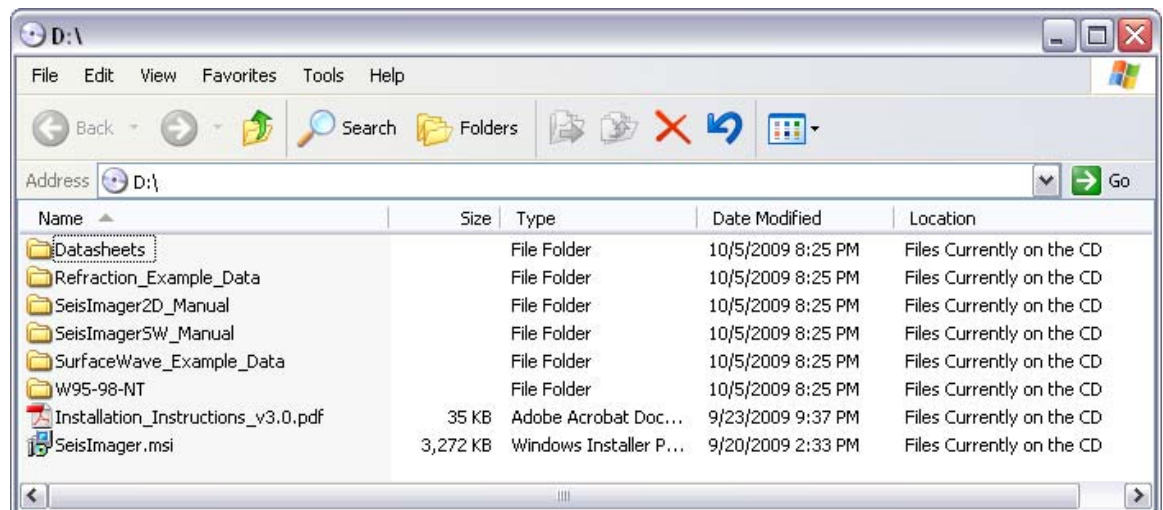 D:\
File Edit View Favorites Tools Help
Back Search Folders
Address D:\ Go
Name Size Type Date Modified Location
Datasheets File Folder 10/5/2009 8:25 PM Files Currently on the CD
Refraction_Example_Data File Folder 10/5/2009 8:25 PM Files Currently on the CD
SeisImager2D_Manual File Folder 10/5/2009 8:25 PM Files Currently on the CD
SeisImagerSW_Manual File Folder 10/5/2009 8:25 PM Files Currently on the CD
SurfaceWave_Example_Data File Folder 10/5/2009 8:25 PM Files Currently on the CD
W95-98-NT File Folder 10/5/2009 8:25 PM Files Currently on the CD
Installation_Instructions_v3.0.pdf 35 KB Adobe Acrobat Doc... 9/23/2009 9:37 PM Files Currently on the CD
SeisImager.msi 3,272 KB Windows Installer P... 9/20/2009 2:33 PM Files Currently on the CD